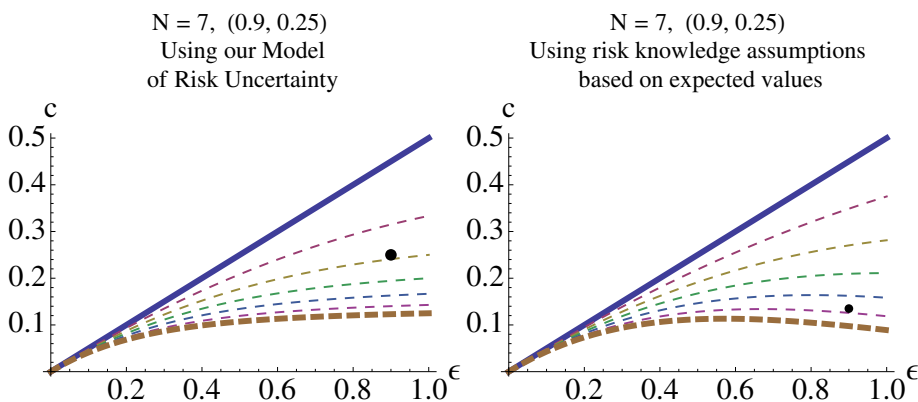 N = 7, (0.9, 0.25)
Using our Model
of Risk Uncertainty
c
0.5
0.4
0.3
0.2
0.1
0.2 0.4 0.6 0.8 1.0 ϵ
N = 7, (0.9, 0.25)
Using risk knowledge assumptions
based on expected values
c
0.5
0.4
0.3
0.2
0.1
0.2 0.4 0.6 0.8 1.0 ϵ